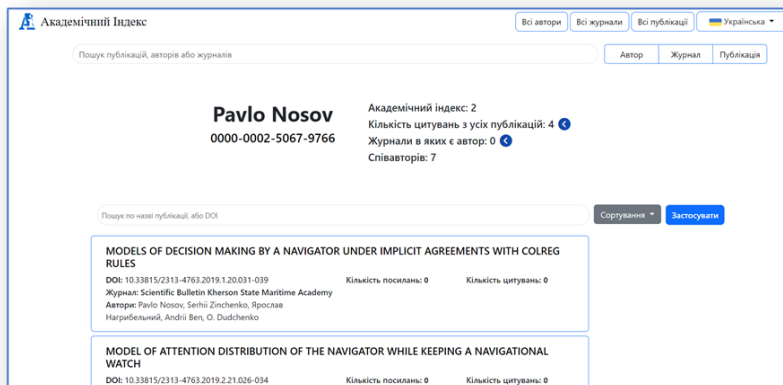 Академічний Індекс
Всі автори Всі журнали Всі публікації Українська
Пошук публікацій, авторів або журналів
Автор Журнал Публікація
Pavlo Nosov
0000-0002-5067-9766
Академічний індекс: 2
Кількість цитувань з усіх публікацій: 4
Журнали в яких є автор: 0
Співавторів: 7
Пошук по назві публікації, або DOI
Сортування Застосувати
MODELS OF DECISION MAKING BY A NAVIGATOR UNDER IMPLICIT AGREEMENTS WITH COLREG
RULES
DOI: 10.33815/2313-4763.2019.1.20.031-039 Кількість посилань: 0 Кількість цитувань: 0
Журнал: Scientific Bulletin Kherson State Maritime Academy
Автори: Pavlo Nosov, Serhii Zinchenko, Ярослав
Нагрибельний, Andrii Ben, O. Dudchenko
MODEL OF ATTENTION DISTRIBUTION OF THE NAVIGATOR WHILE KEEPING A NAVIGATIONAL
WATCH
DOI: 10.33815/2313-4763.2019.2.21.026-034 Кількість посилань: 0 Кількість цитувань: 0